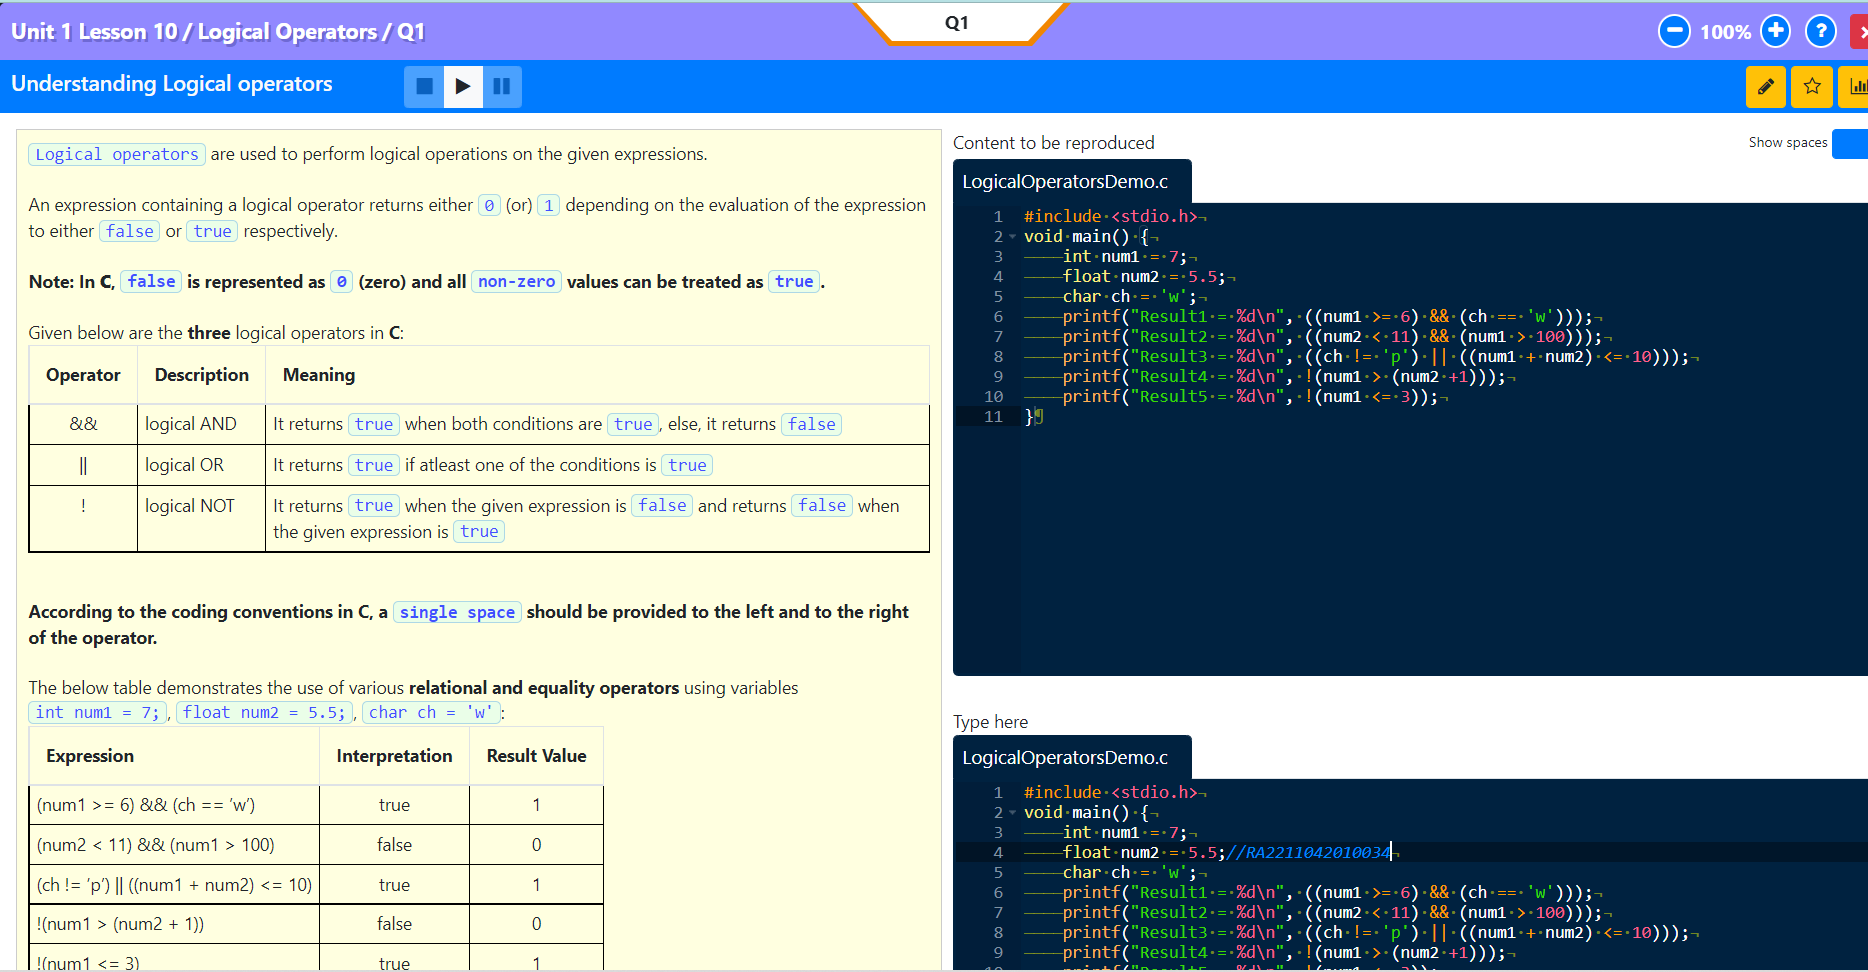 Unit 1 Lesson 10 / Logical Operators / Q1
Q1
100%
?
Understanding Logical operators
Logical operators are used to perform logical operations on the given expressions.
An expression containing a logical operator returns either 0 (or) 1 depending on the evaluation of the expression
to either false or true respectively.
Note: In C, false is represented as 0 (zero) and all non-zero values can be treated as true.
Given below are the three logical operators in C:
Operator Description Meaning
&& logical AND It returns true when both conditions are true, else, it returns false
|| logical OR It returns true if atleast one of the conditions is true
! logical NOT It returns true when the given expression is false and returns false when
the given expression is true
According to the coding conventions in C, a single space should be provided to the left and to the right
of the operator.
The below table demonstrates the use of various relational and equality operators using variables
int num1 = 7;, float num2 = 5.5;, char ch = 'w':
Expression Interpretation Result Value
(num1 >= 6) && (ch == 'w') true 1
(num2 < 11) && (num1 > 100) false 0
(ch != 'p') || ((num1 + num2) <= 10) true 1
!(num1 > (num2 + 1)) false 0
!(num1 <= 3) true 1
Content to be reproduced
Show spaces
LogicalOperatorsDemo.c
1 #include <stdio.h>
2 void main() {
3 int num1 = 7;
4 float num2 = 5.5;
5 char ch = 'w';
6 printf("Result1 = %d\n", ((num1 >= 6) && (ch == 'w')));
7 printf("Result2 = %d\n", ((num2 < 11) && (num1 > 100)));
8 printf("Result3 = %d\n", ((ch != 'p') || ((num1 + num2) <= 10)));
9 printf("Result4 = %d\n", !(num1 > (num2 +1)));
10 printf("Result5 = %d\n", !(num1 <= 3));
11 }
Type here
LogicalOperatorsDemo.c
1 #include <stdio.h>
2 void main() {
3 int num1 = 7;
4 float num2 = 5.5;//RA2211042010034
5 char ch = 'w';
6 printf("Result1 = %d\n", ((num1 >= 6) && (ch == 'w')));
7 printf("Result2 = %d\n", ((num2 < 11) && (num1 > 100)));
8 printf("Result3 = %d\n", ((ch != 'p') || ((num1 + num2) <= 10)));
9 printf("Result4 = %d\n", !(num1 > (num2 +1)));